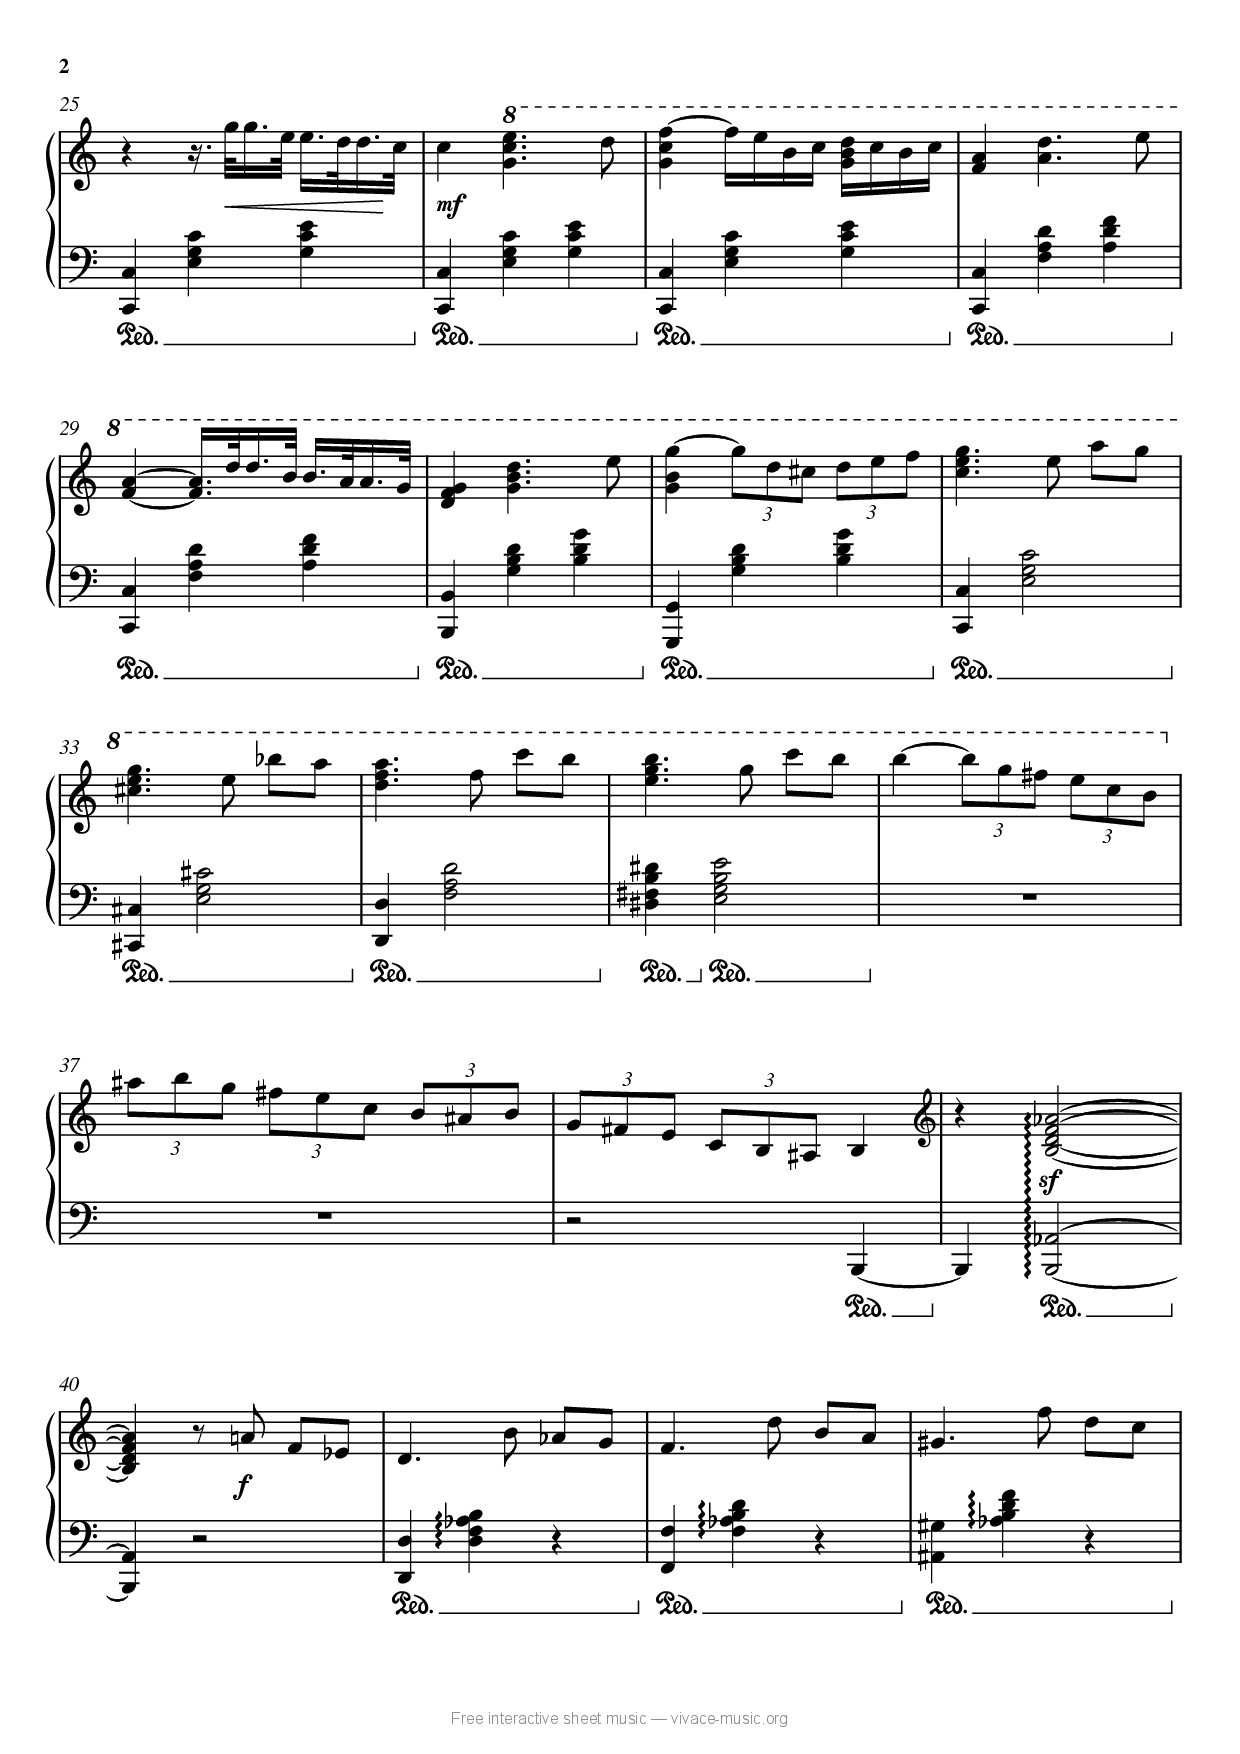 2
25
8
mf
Ped. Ped. Ped. Ped.
29
8
3 3
Ped. Ped. Ped. Ped.
33
8
3 3
Ped. Ped. Ped. Ped.
37
3 3 3 3 3
sf
Ped. Ped.
40
f
Ped. Ped. Ped.
Free interactive sheet music — vivace-music.org